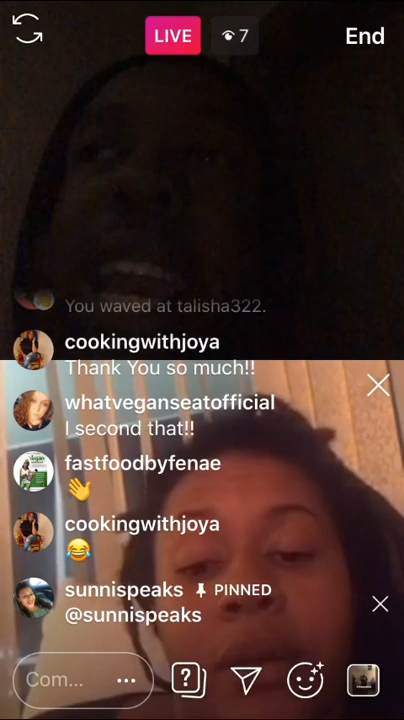 LIVE
7
End
You waved at talisha322.
cookingwithjoya
Thank You so much!!
whatveganseatofficial
I second that!!
fastfoodbyfenae
👋
cookingwithjoya
😂
sunnispeaks PINNED
@sunnispeaks
Com... ...